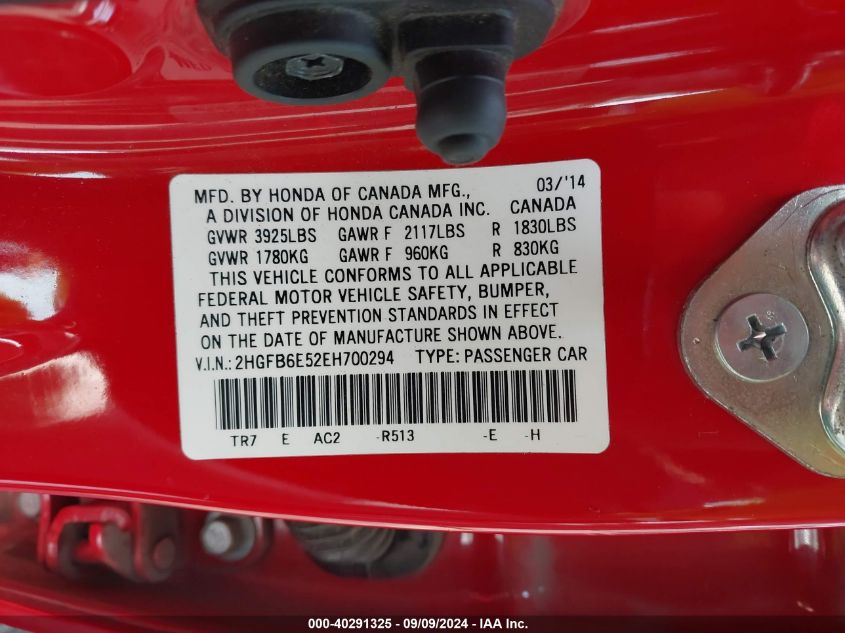 MFD. BY HONDA OF CANADA MFG., 03/'14
A DIVISION OF HONDA CANADA INC. CANADA
GVWR 3925LBS GAWR F 2117LBS R 1830LBS
GVWR 1780KG GAWR F 960KG R 830KG
THIS VEHICLE CONFORMS TO ALL APPLICABLE
FEDERAL MOTOR VEHICLE SAFETY, BUMPER,
AND THEFT PREVENTION STANDARDS IN EFFECT
ON THE DATE OF MANUFACTURE SHOWN ABOVE.
V.I.N.: 2HGFB6E52EH700294 TYPE: PASSENGER CAR
TR7 E AC2 -R513 -E -H
000-40291325 - 09/09/2024 - IAA Inc.